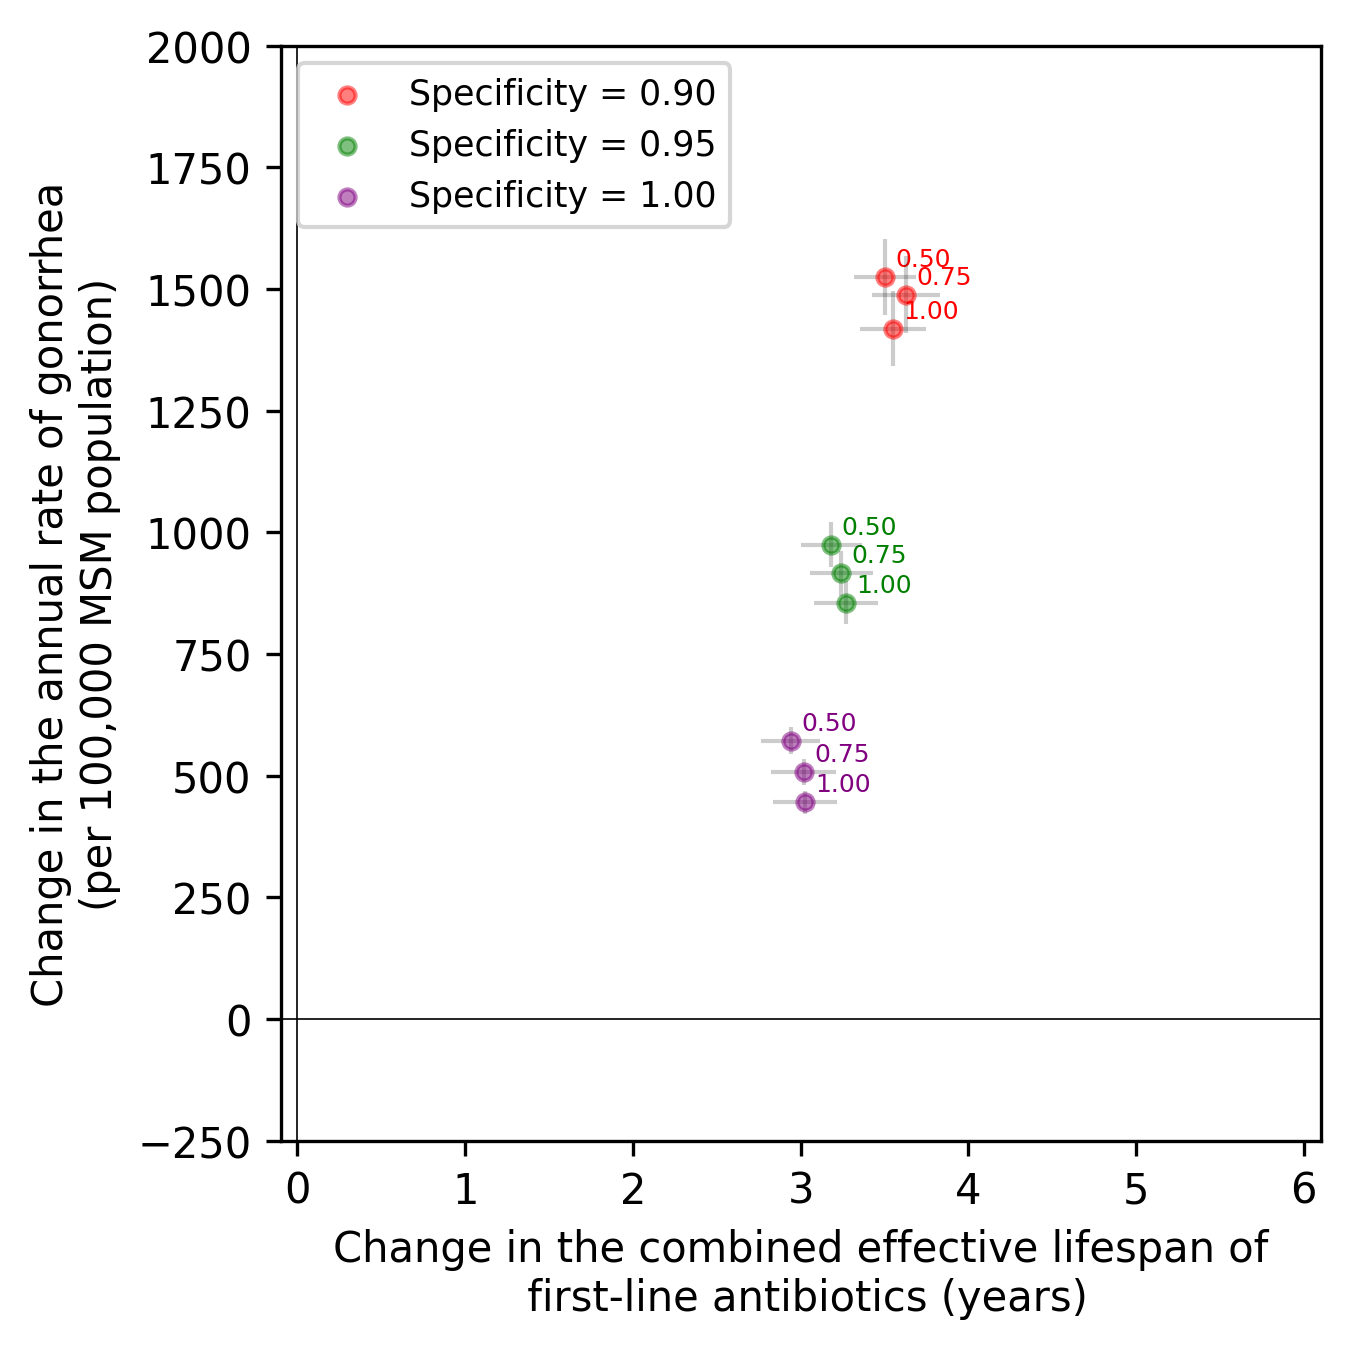 Change in the annual rate of gonorrhea
(per 100,000 MSM population)
2000
1750
1500
1250
1000
750
500
250
0
−250
Specificity = 0.90
Specificity = 0.95
Specificity = 1.00
0.50
0.75
1.00
0.50
0.75
1.00
0.50
0.75
1.00
0 1 2 3 4 5 6
Change in the combined effective lifespan of
first-line antibiotics (years)